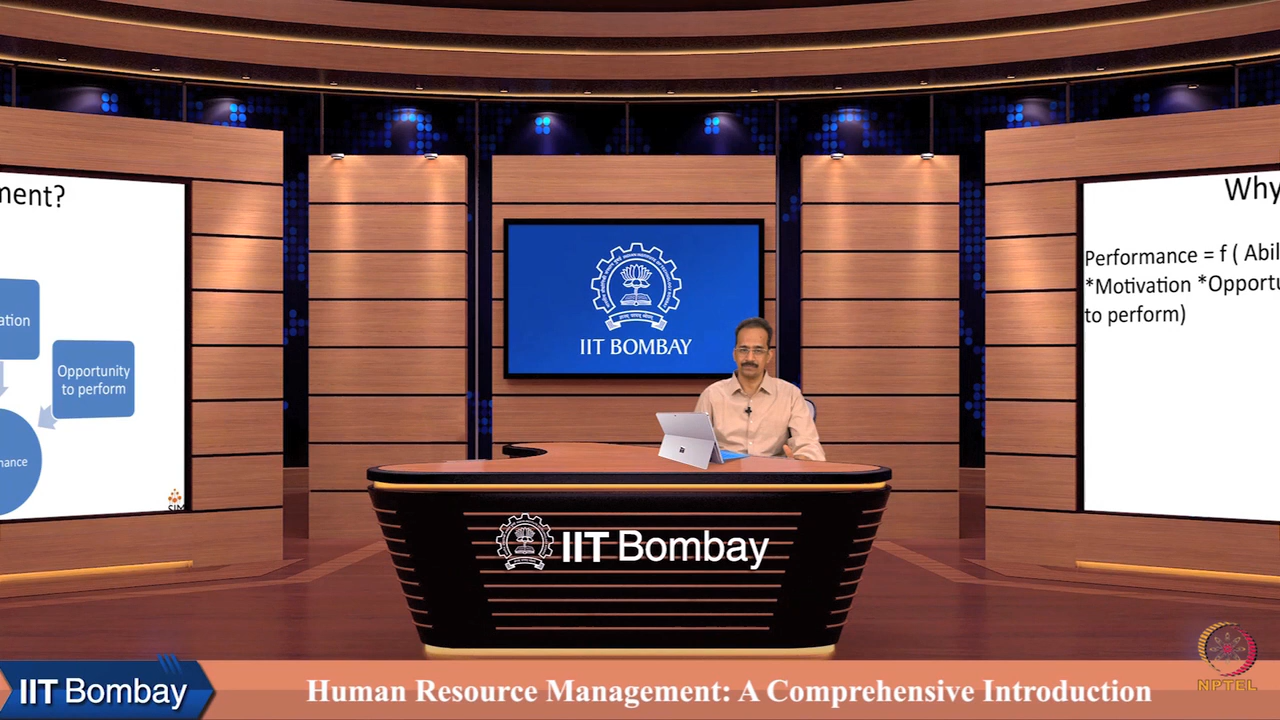 ment?
ation
Opportunity
to perform
nance
IIT BOMBAY
Why
Performance = f ( Abil
*Motivation *Opportu
to perform)
IIT Bombay
IIT Bombay
Human Resource Management: A Comprehensive Introduction
NPTEL